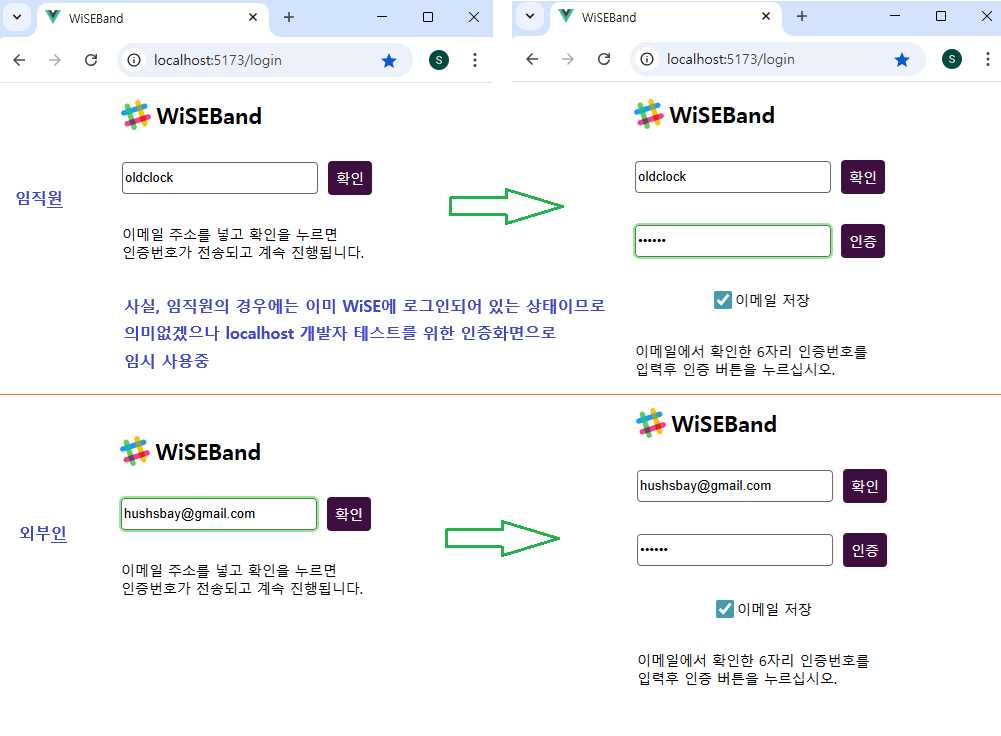 WiSEBand
localhost:5173/login
S
WiSEBand
임직원
oldclock
확인
이메일 주소를 넣고 확인을 누르면
인증번호가 전송되고 계속 진행됩니다.
사실, 임직원의 경우에는 이미 WiSE에 로그인되어 있는 상태이므로
의미없겠으나 localhost 개발자 테스트를 위한 인증화면으로
임시 사용중
WiSEBand
localhost:5173/login
S
WiSEBand
oldclock
확인
••••••
인증
이메일 저장
이메일에서 확인한 6자리 인증번호를
입력후 인증 버튼을 누르십시오.
WiSEBand
외부인
hushsbay@gmail.com
확인
이메일 주소를 넣고 확인을 누르면
인증번호가 전송되고 계속 진행됩니다.
WiSEBand
hushsbay@gmail.com
확인
••••••
인증
이메일 저장
이메일에서 확인한 6자리 인증번호를
입력후 인증 버튼을 누르십시오.